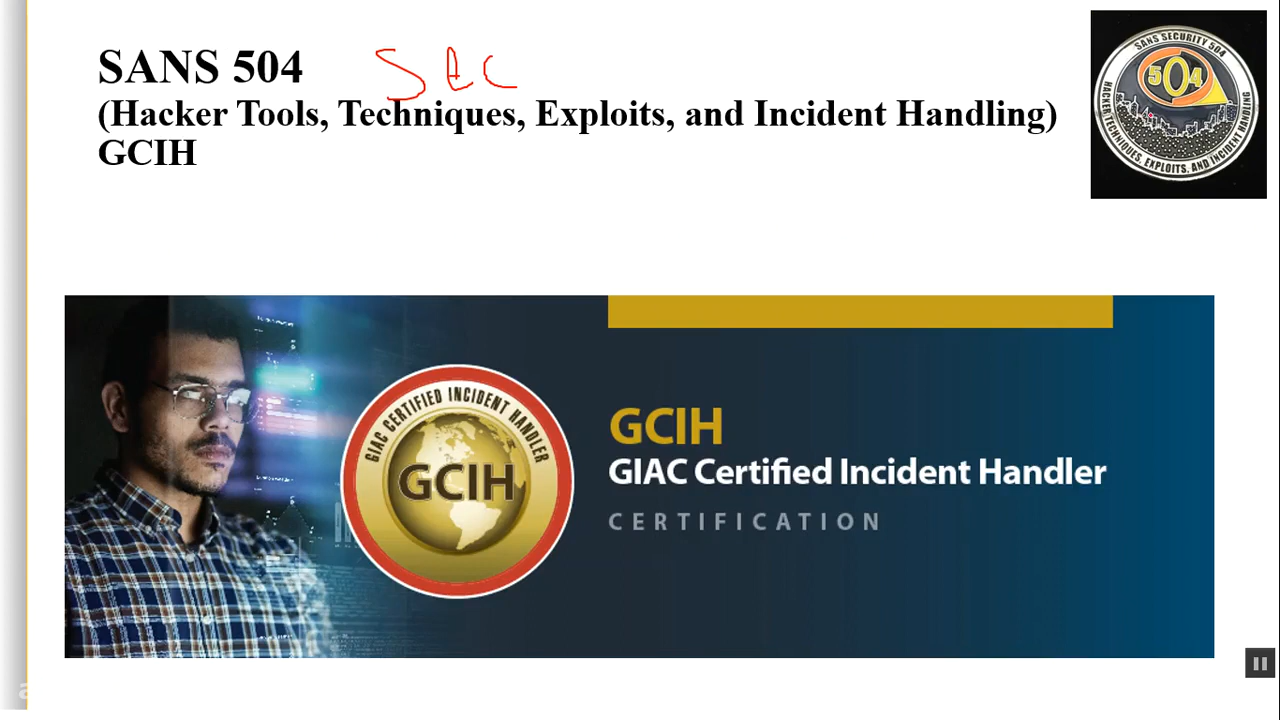 SANS 504
SEC
(Hacker Tools, Techniques, Exploits, and Incident Handling)
GCIH
SANS SECURITY 504
504
HACKER TECHNIQUES, EXPLOITS, AND INCIDENT HANDLING
GIAC CERTIFIED INCIDENT HANDLER
GCIH
GCIH
GIAC Certified Incident Handler
CERTIFICATION